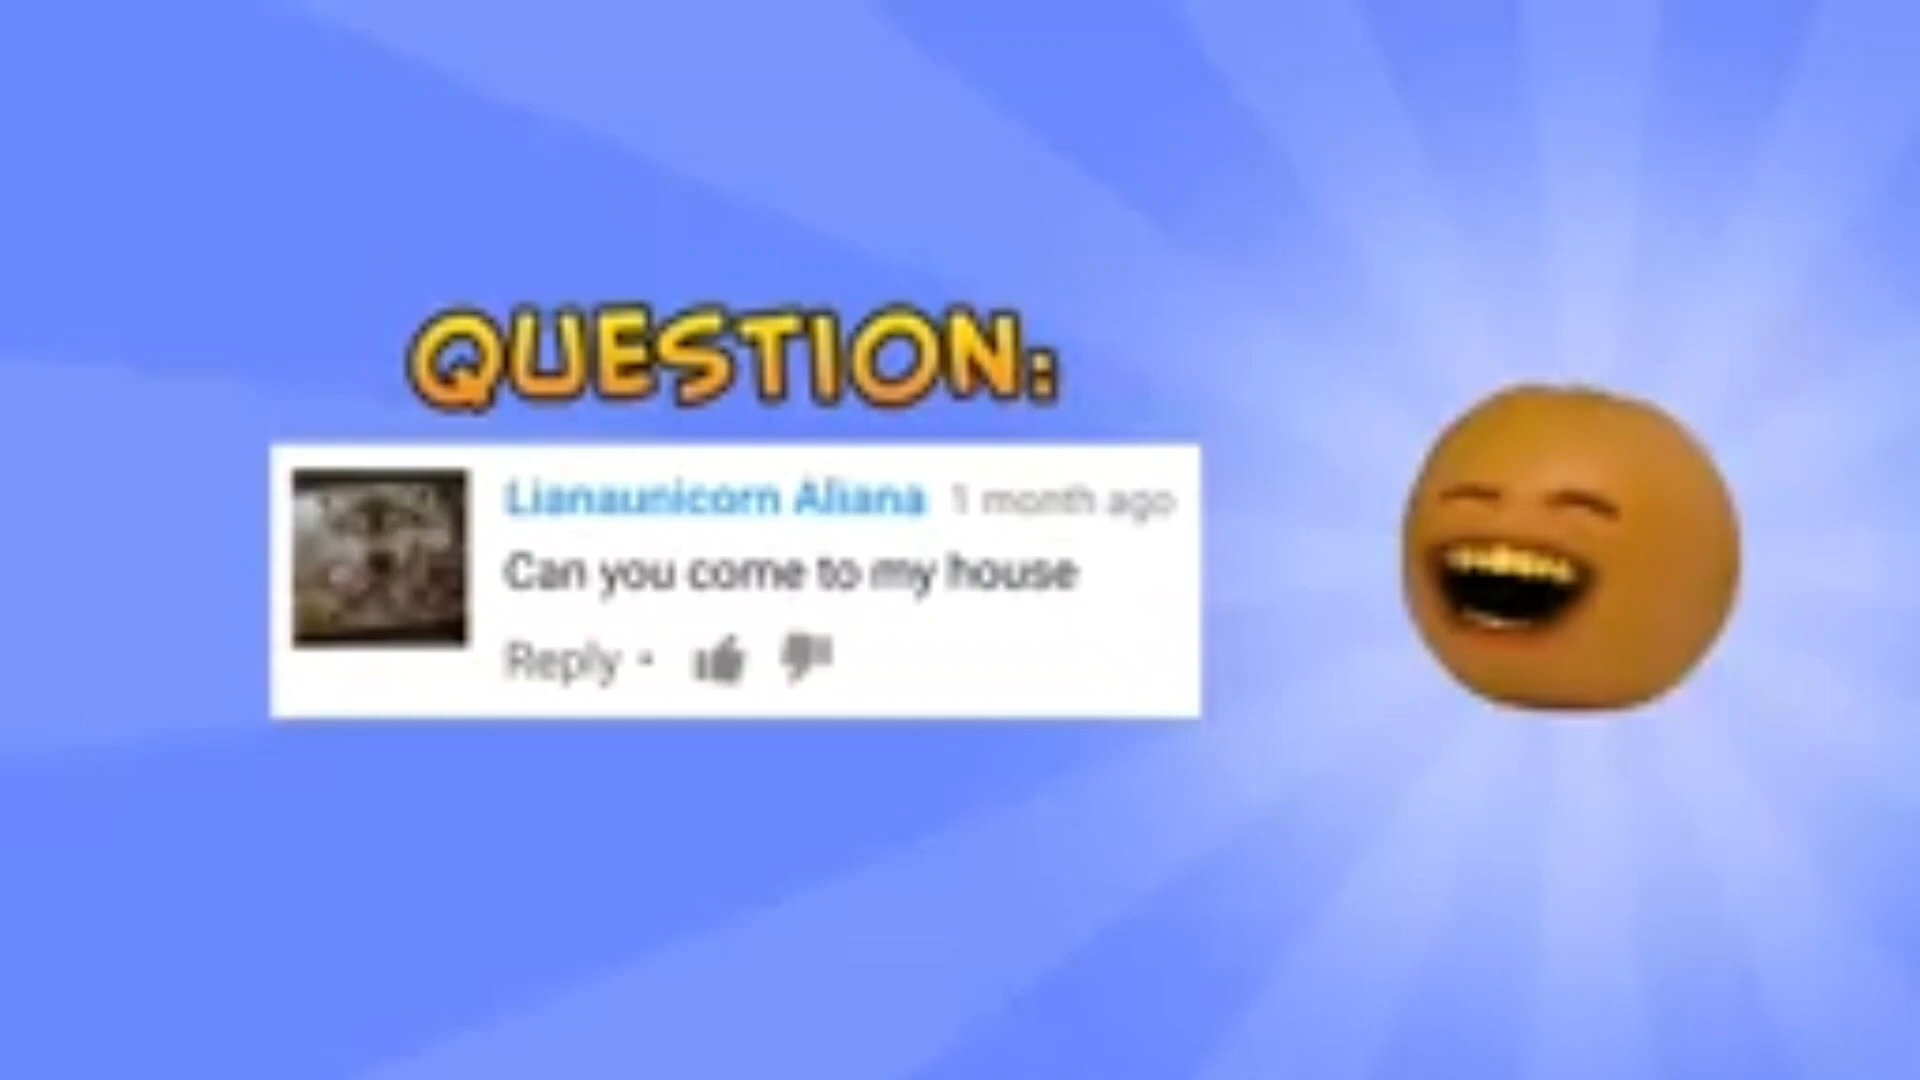 QUESTION:
Lianaunicorn Aliana 1 month ago
Can you come to my house
Reply •